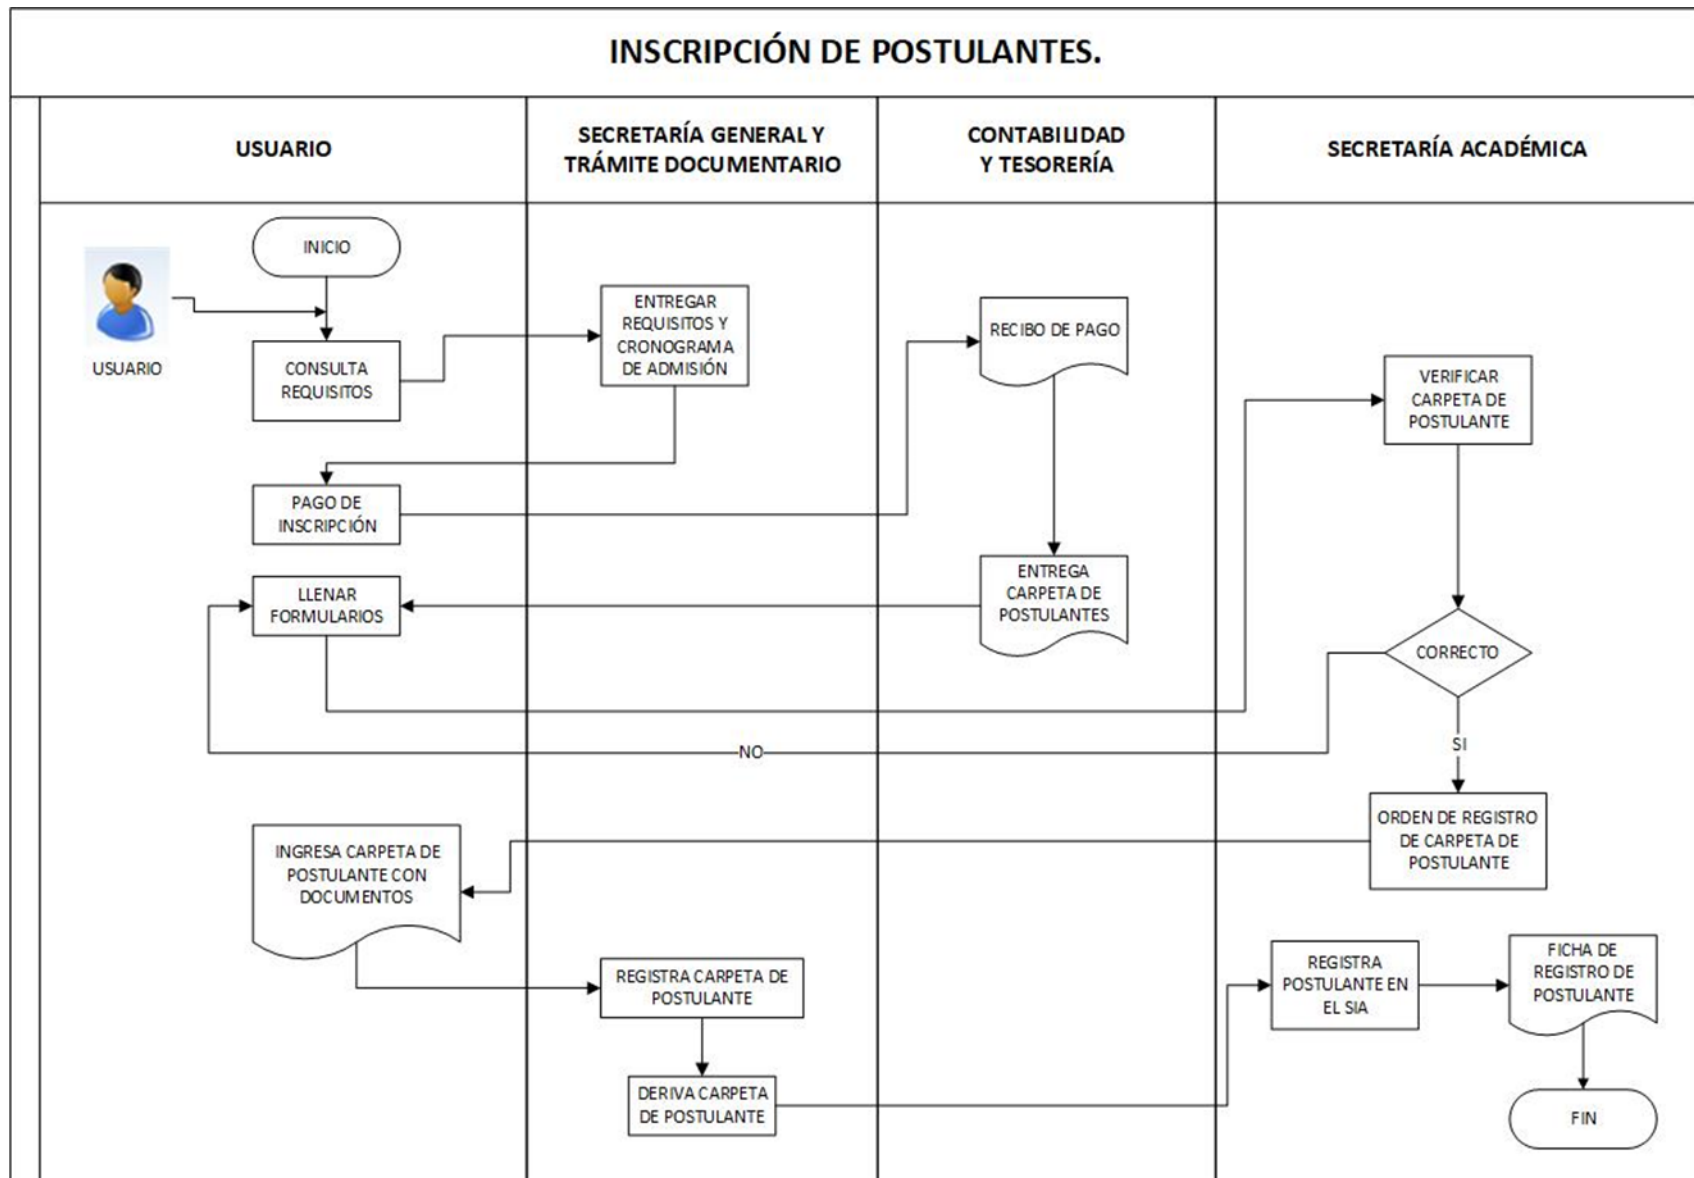 INSCRIPCIÓN DE POSTULANTES.
USUARIO
SECRETARÍA GENERAL Y
TRÁMITE DOCUMENTARIO
CONTABILIDAD
Y TESORERÍA
SECRETARÍA ACADÉMICA
INICIO
USUARIO
CONSULTA
REQUISITOS
ENTREGAR
REQUISITOS Y
CRONOGRAMA
DE ADMISIÓN
PAGO DE
INSCRIPCIÓN
RECIBO DE PAGO
ENTREGA
CARPETA DE
POSTULANTES
LLENAR
FORMULARIOS
VERIFICAR
CARPETA DE
POSTULANTE
CORRECTO
NO
SI
ORDEN DE REGISTRO
DE CARPETA DE
POSTULANTE
INGRESA CARPETA DE
POSTULANTE CON
DOCUMENTOS
REGISTRA CARPETA DE
POSTULANTE
DERIVA CARPETA
DE POSTULANTE
REGISTRA
POSTULANTE EN
EL SIA
FICHA DE
REGISTRO DE
POSTULANTE
FIN